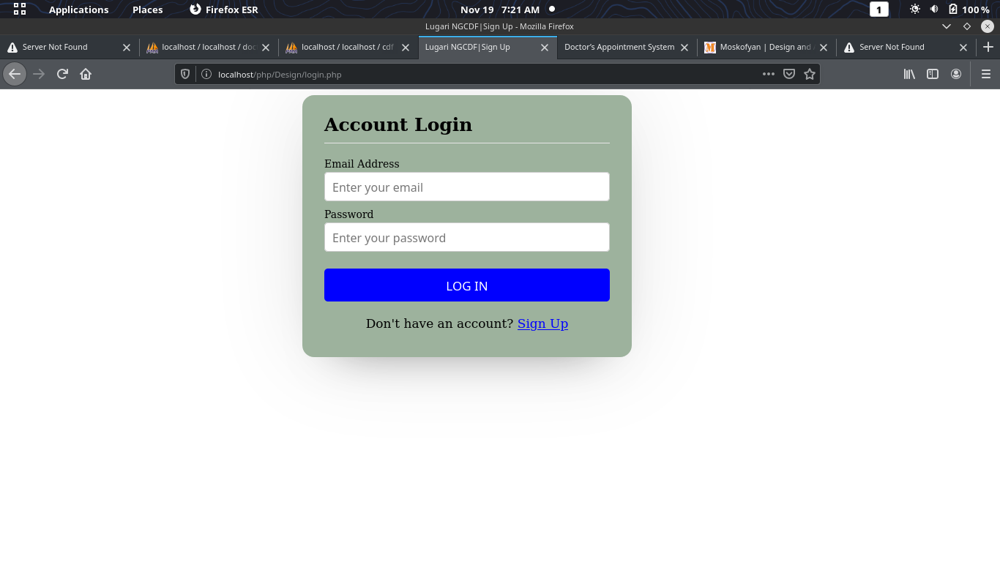 Applications Places Firefox ESR Nov 19 7:21 AM 1 100 %
Lugari NGCDF|Sign Up - Mozilla Firefox
Server Not Found localhost / localhost / doc localhost / localhost / cdf Lugari NGCDF|Sign Up Doctor's Appointment System Moskofyan | Design and Server Not Found
localhost/php/Design/login.php
Account Login
Email Address
Enter your email
Password
Enter your password
LOG IN
Don't have an account? Sign Up